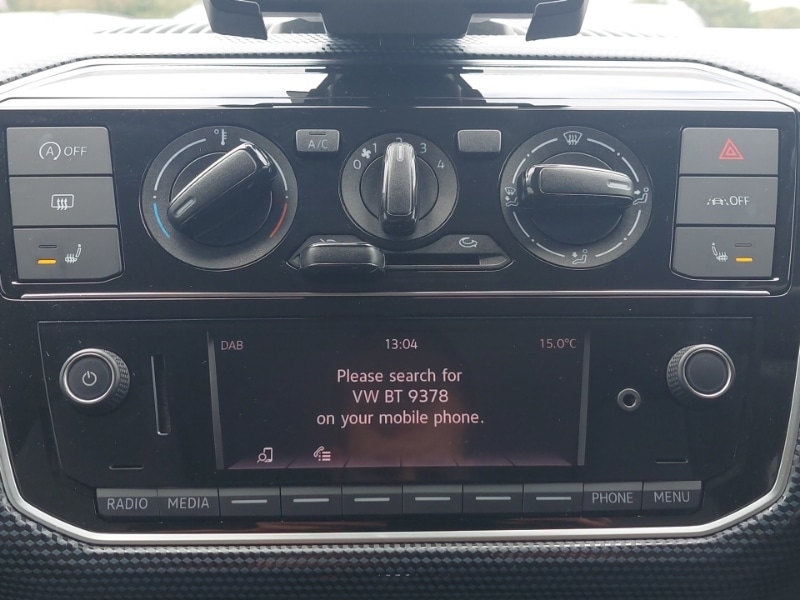 A OFF
A/C
0 1 2 3 4
OFF
DAB 13:04 15.0°C
Please search for
VW BT 9378
on your mobile phone.
RADIO MEDIA PHONE MENU